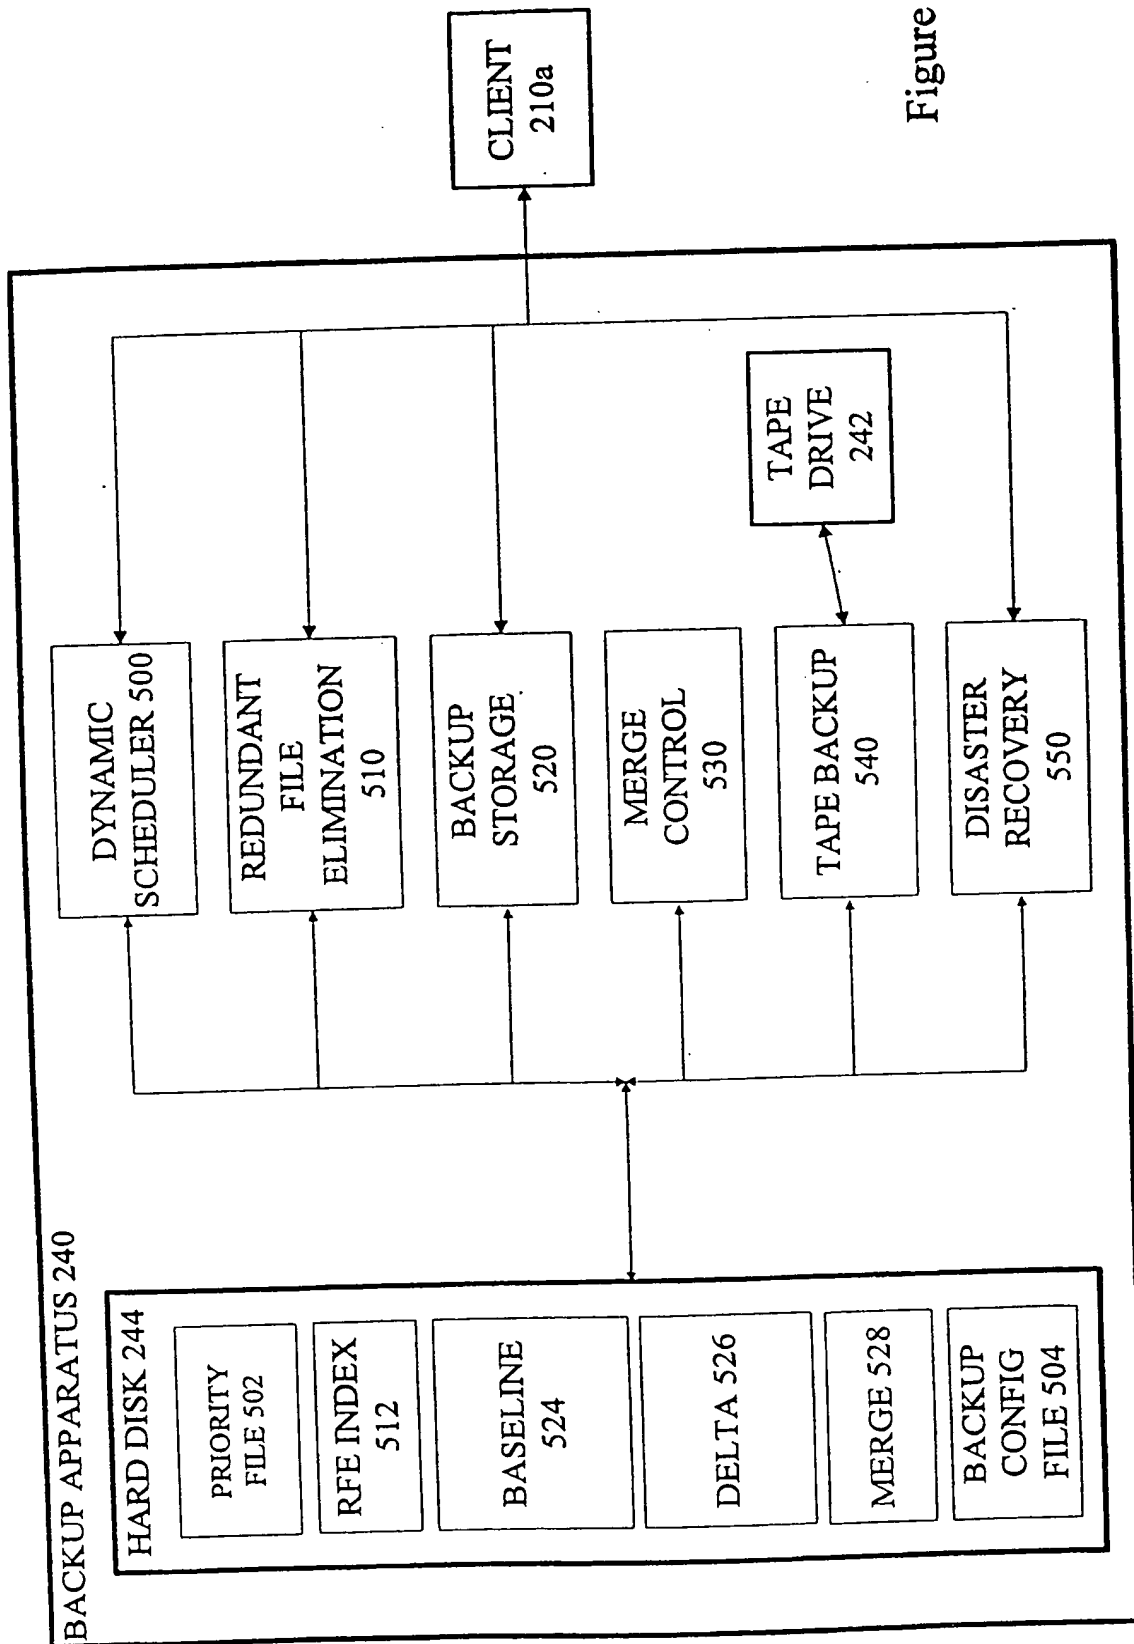 BACKUP APPARATUS 240
HARD DISK 244
PRIORITY
FILE 502
RFE INDEX
512
BASELINE
524
DELTA 526
MERGE 528
BACKUP
CONFIG
FILE 504
DYNAMIC
SCHEDULER 500
REDUNDANT
FILE
ELIMINATION
510
BACKUP
STORAGE
520
MERGE
CONTROL
530
TAPE BACKUP
540
DISASTER
RECOVERY
550
TAPE
DRIVE
242
CLIENT
210a
Figure